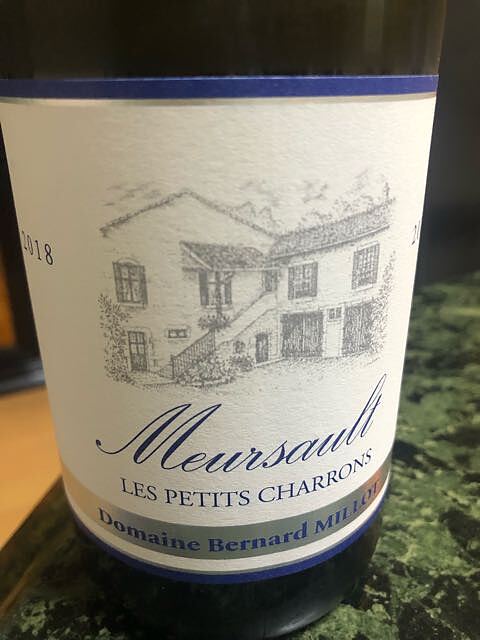 2018
Meursault
LES PETITS CHARRONS
Domaine Bernard MILLOT